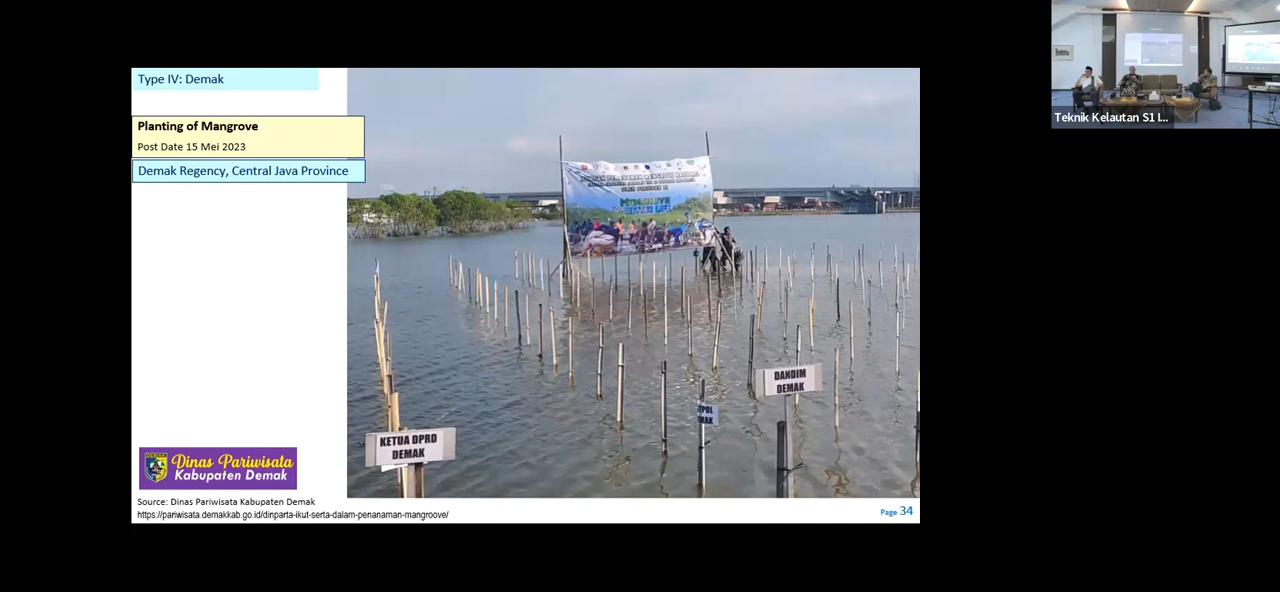 Type IV: Demak
Planting of Mangrove
Post Date 15 Mei 2023
Demak Regency, Central Java Province
KETUA DPRD
DEMAK
DANDIM
DEMAK
Dinas Pariwisata
Kabupaten Demak
Source: Dinas Pariwisata Kabupaten Demak
https://pariwisata.demakkab.go.id/dinparta-ikut-serta-dalam-penanaman-mangroove/
Page 34
Teknik Kelautan S1 I...